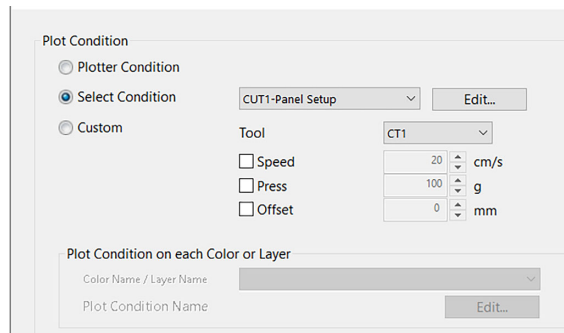 Plot Condition
Plotter Condition
Select Condition CUT1-Panel Setup Edit...
Custom Tool CT1
Speed 20 cm/s
Press 100 g
Offset 0 mm
Plot Condition on each Color or Layer
Color Name / Layer Name
Plot Condition Name Edit...